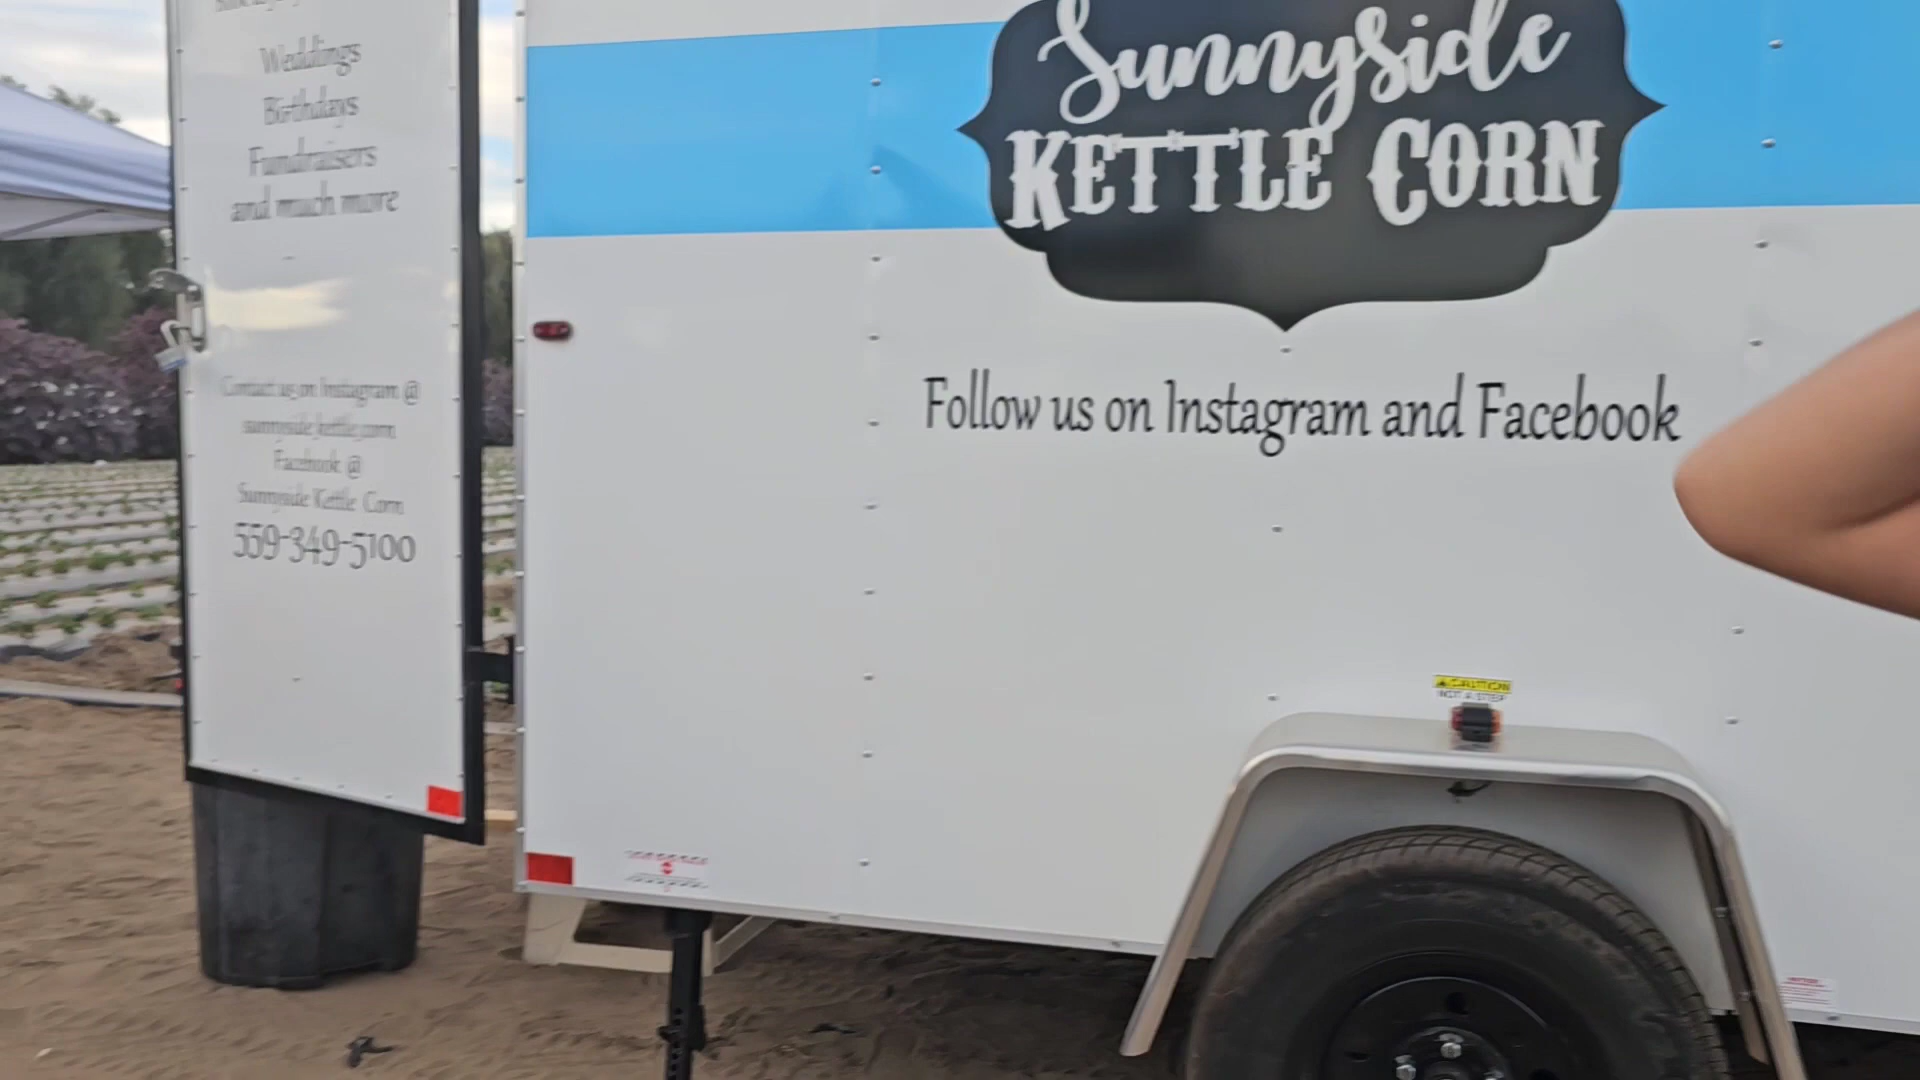 Weddings
Birthdays
Fundraisers
and much more
Contact us on Instagram @
sunnyside.kettle.corn
Facebook @
Sunnyside Kettle Corn
559-349-5100
Sunnyside
KETTLE CORN
Follow us on Instagram and Facebook
CAUTION
NOT A STEP